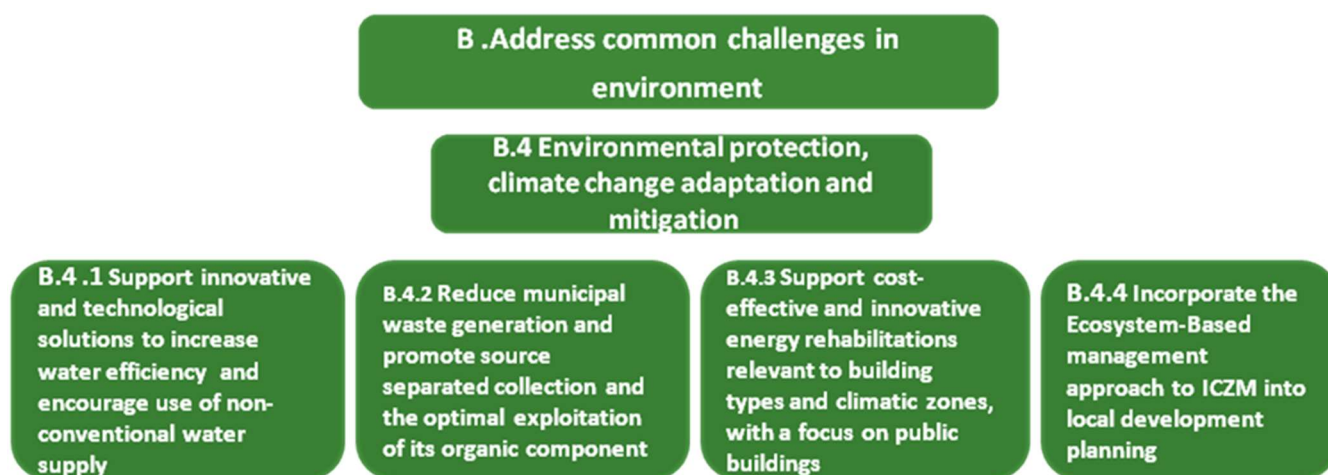 B .Address common challenges in
environment
B.4 Environmental protection,
climate change adaptation and
mitigation
B.4 .1 Support innovative
and technological
solutions to increase
water efficiency and
encourage use of non-
conventional water
supply
B.4.2 Reduce municipal
waste generation and
promote source
separated collection and
the optimal exploitation
of its organic component
B.4.3 Support cost-
effective and innovative
energy rehabilitations
relevant to building
types and climatic zones,
with a focus on public
buildings
B.4.4 Incorporate the
Ecosystem-Based
management
approach to ICZM into
local development
planning